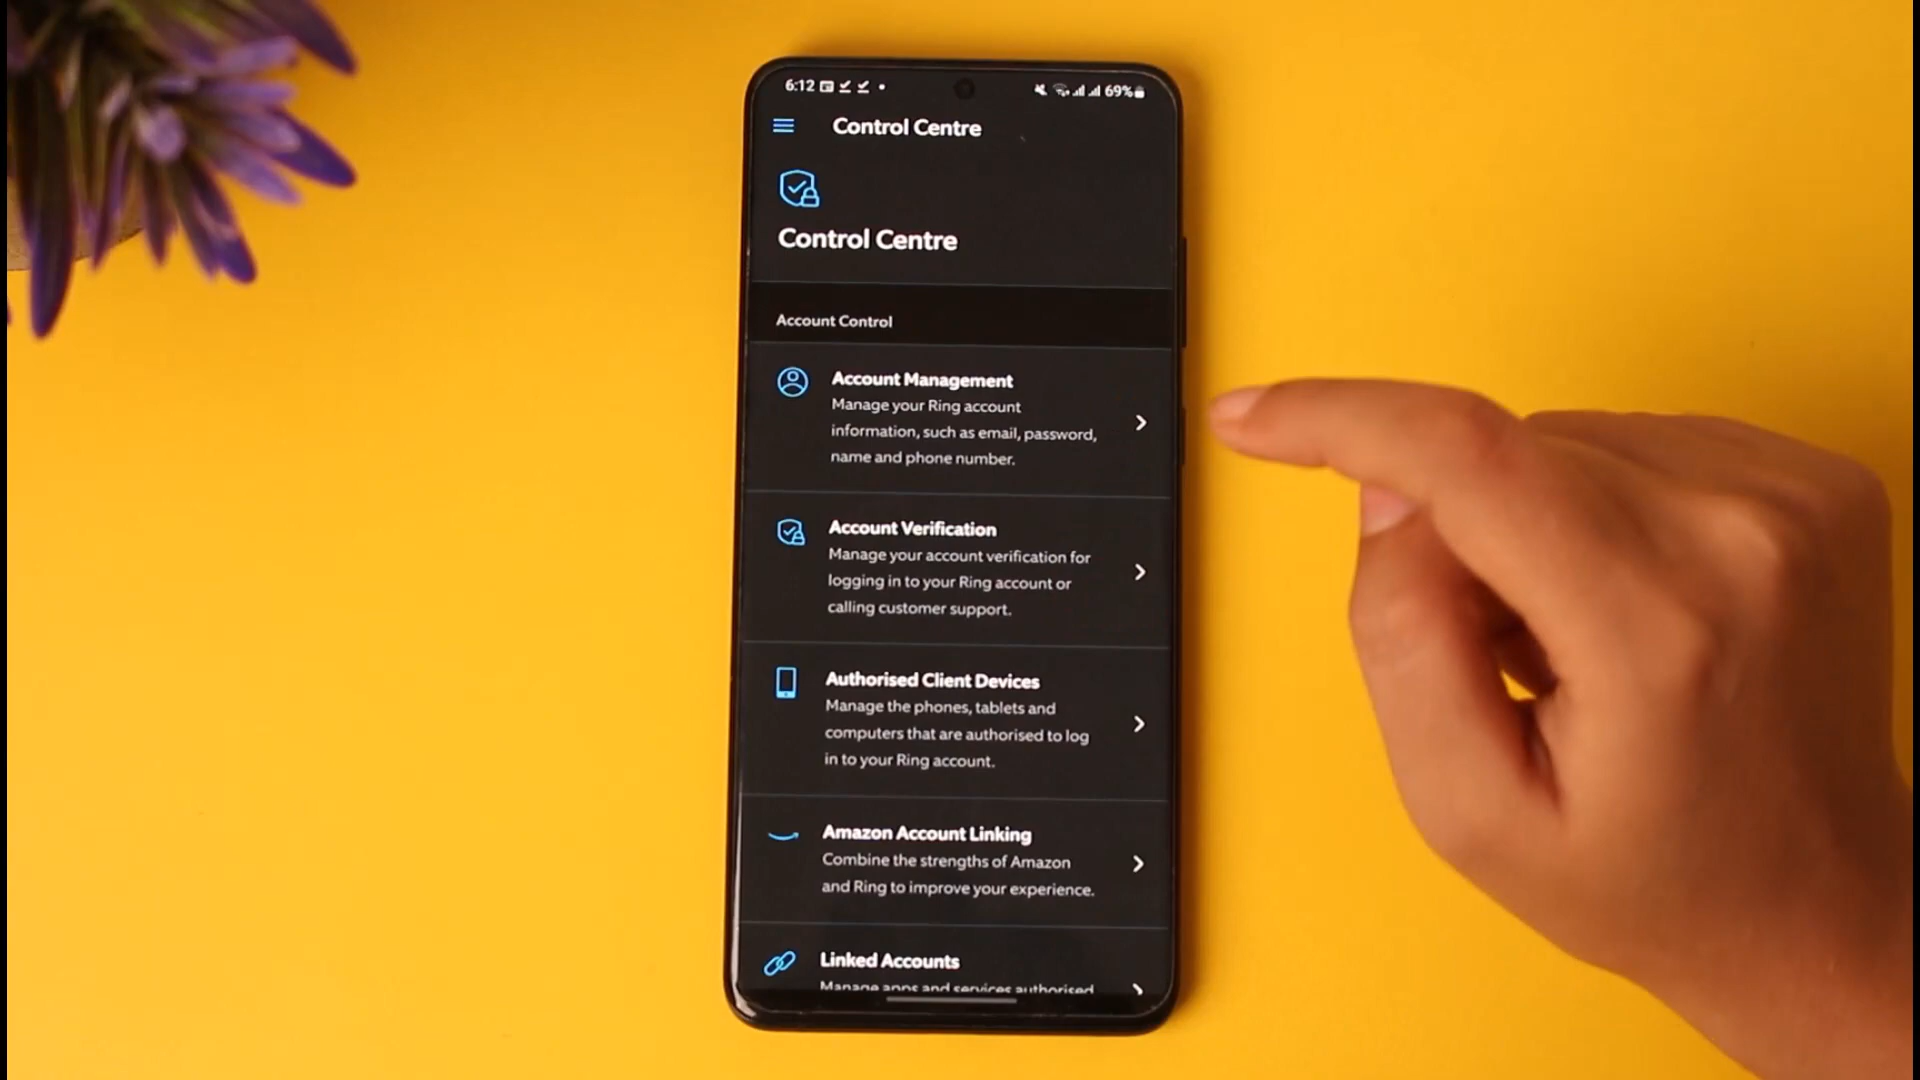 6:12 69%
Control Centre
Control Centre
Account Control
Account Management
Manage your Ring account
information, such as email, password,
name and phone number.
Account Verification
Manage your account verification for
logging in to your Ring account or
calling customer support.
Authorised Client Devices
Manage the phones, tablets and
computers that are authorised to log
in to your Ring account.
Amazon Account Linking
Combine the strengths of Amazon
and Ring to improve your experience.
Linked Accounts
Manage apps and services authorised